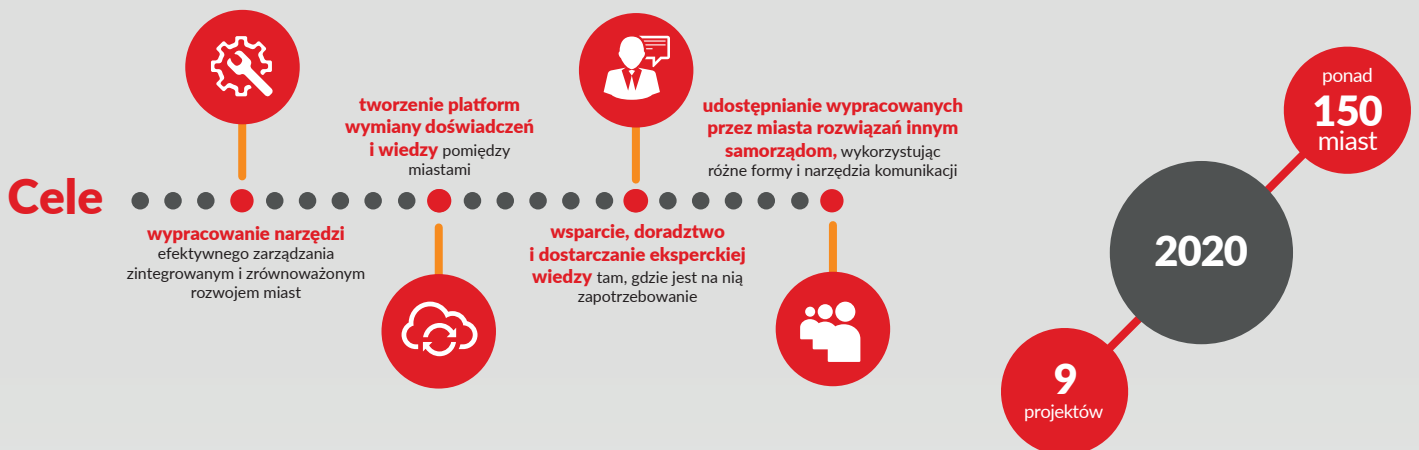 Cele
wypracowanie narzędzi
efektywnego zarządzania
zintegrowanym i zrównoważonym
rozwojem miast
tworzenie platform
wymiany doświadczeń
i wiedzy pomiędzy
miastami
wsparcie, doradztwo
i dostarczanie eksperckiej
wiedzy tam, gdzie jest na nią
zapotrzebowanie
udostępnianie wypracowanych
przez miasta rozwiązań innym
samorządom, wykorzystując
różne formy i narzędzia komunikacji
ponad
150
miast
2020
9
projektów